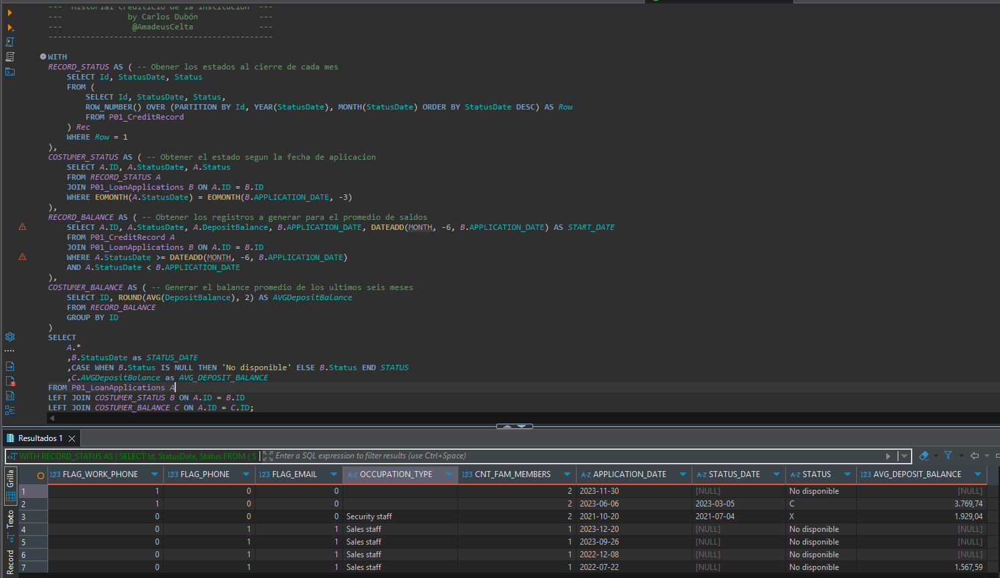 --- Historial crediticio de la institución ---
--- by Carlos Dubón ---
--- @AmadeusCelta ---
------------------------------------------------
WITH
RECORD_STATUS AS ( -- Obener los estados al cierre de cada mes
SELECT Id, StatusDate, Status
FROM (
SELECT Id, StatusDate, Status,
ROW_NUMBER() OVER (PARTITION BY Id, YEAR(StatusDate), MONTH(StatusDate) ORDER BY StatusDate DESC) AS Row
FROM P01_CreditRecord
) Rec
WHERE Row = 1
),
COSTUMER_STATUS AS ( -- Obtener el estado segun la fecha de aplicacion
SELECT A.ID, A.StatusDate, A.Status
FROM RECORD_STATUS A
JOIN P01_LoanApplications B ON A.ID = B.ID
WHERE EOMONTH(A.StatusDate) = EOMONTH(B.APPLICATION_DATE, -3)
),
RECORD_BALANCE AS ( -- Obtener los registros a generar para el promedio de saldos
SELECT A.ID, A.StatusDate, A.DepositBalance, B.APPLICATION_DATE, DATEADD(MONTH, -6, B.APPLICATION_DATE) AS START_DATE
FROM P01_CreditRecord A
JOIN P01_LoanApplications B ON A.ID = B.ID
WHERE A.StatusDate >= DATEADD(MONTH, -6, B.APPLICATION_DATE)
AND A.StatusDate < B.APPLICATION_DATE
),
COSTUMER_BALANCE AS ( -- Generar el balance promedio de los ultimos seis meses
SELECT ID, ROUND(AVG(DepositBalance), 2) AS AVGDepositBalance
FROM RECORD_BALANCE
GROUP BY ID
)
SELECT
A.*
,B.StatusDate as STATUS_DATE
,CASE WHEN B.Status IS NULL THEN 'No disponible' ELSE B.Status END STATUS
,C.AVGDepositBalance as AVG_DEPOSIT_BALANCE
FROM P01_LoanApplications A
LEFT JOIN COSTUMER_STATUS B ON A.ID = B.ID
LEFT JOIN COSTUMER_BALANCE C ON A.ID = C.ID;
Resultados 1
WITH RECORD_STATUS AS ( SELECT Id, StatusDate, Status FROM ( S Enter a SQL expression to filter results (use Ctrl+Space)
Grilla
Texto
Record
123 FLAG_WORK_PHONE 123 FLAG_PHONE 123 FLAG_EMAIL A-Z OCCUPATION_TYPE 123 CNT_FAM_MEMBERS A-Z APPLICATION_DATE A-Z STATUS_DATE A-Z STATUS 123 AVG_DEPOSIT_BALANCE
1 1 0 0 2 2023-11-30 [NULL] No disponible [NULL]
2 1 0 0 2 2023-06-06 2023-03-05 C 3.769,74
3 0 0 0 Security staff 2 2021-10-20 2021-07-04 X 1.929,04
4 0 1 1 Sales staff 1 2023-12-20 [NULL] No disponible [NULL]
5 0 1 1 Sales staff 1 2023-09-26 [NULL] No disponible [NULL]
6 0 1 1 Sales staff 1 2022-12-08 [NULL] No disponible [NULL]
7 0 1 1 Sales staff 1 2022-07-22 [NULL] No disponible 1.567,59